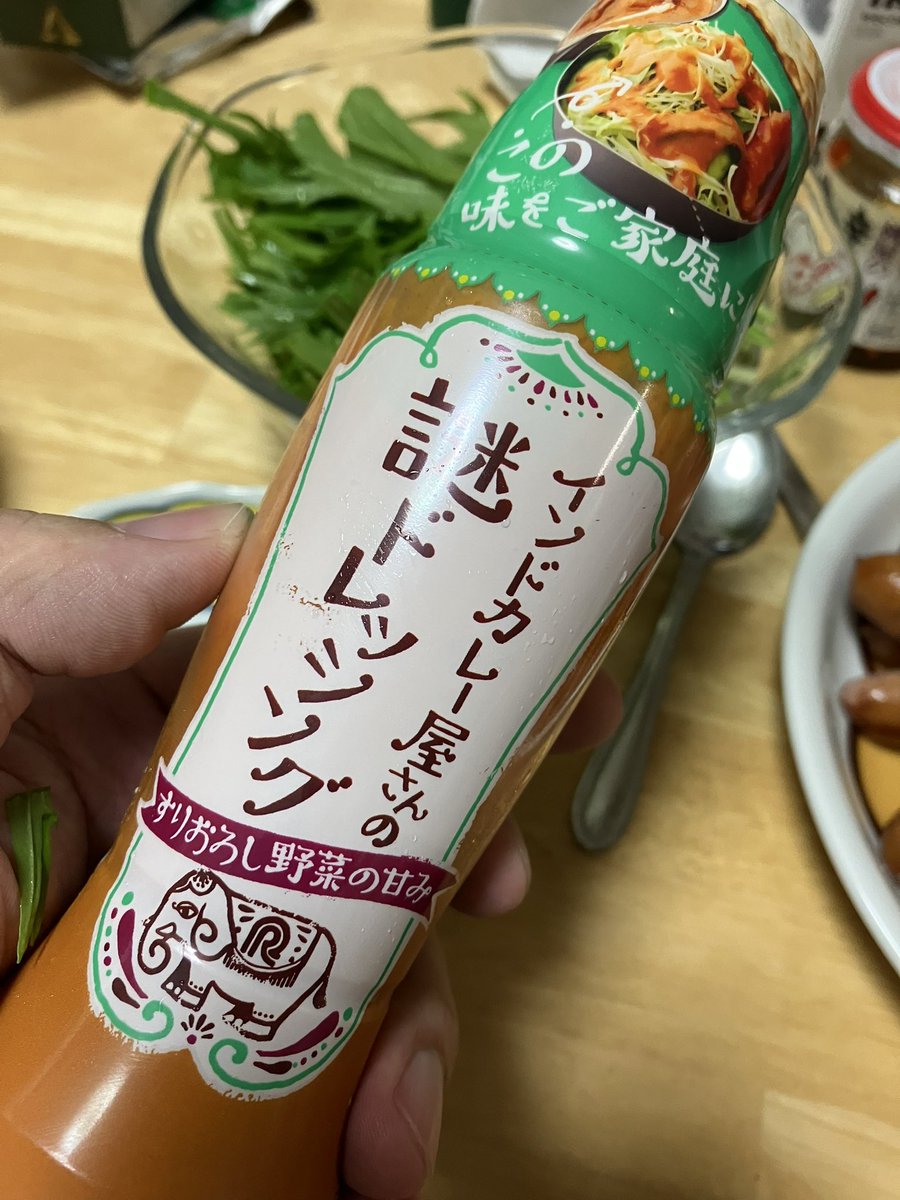 この
味をご家庭に
インドカレー屋さんの
謎ドレッシング
すりおろし野菜の甘み
R